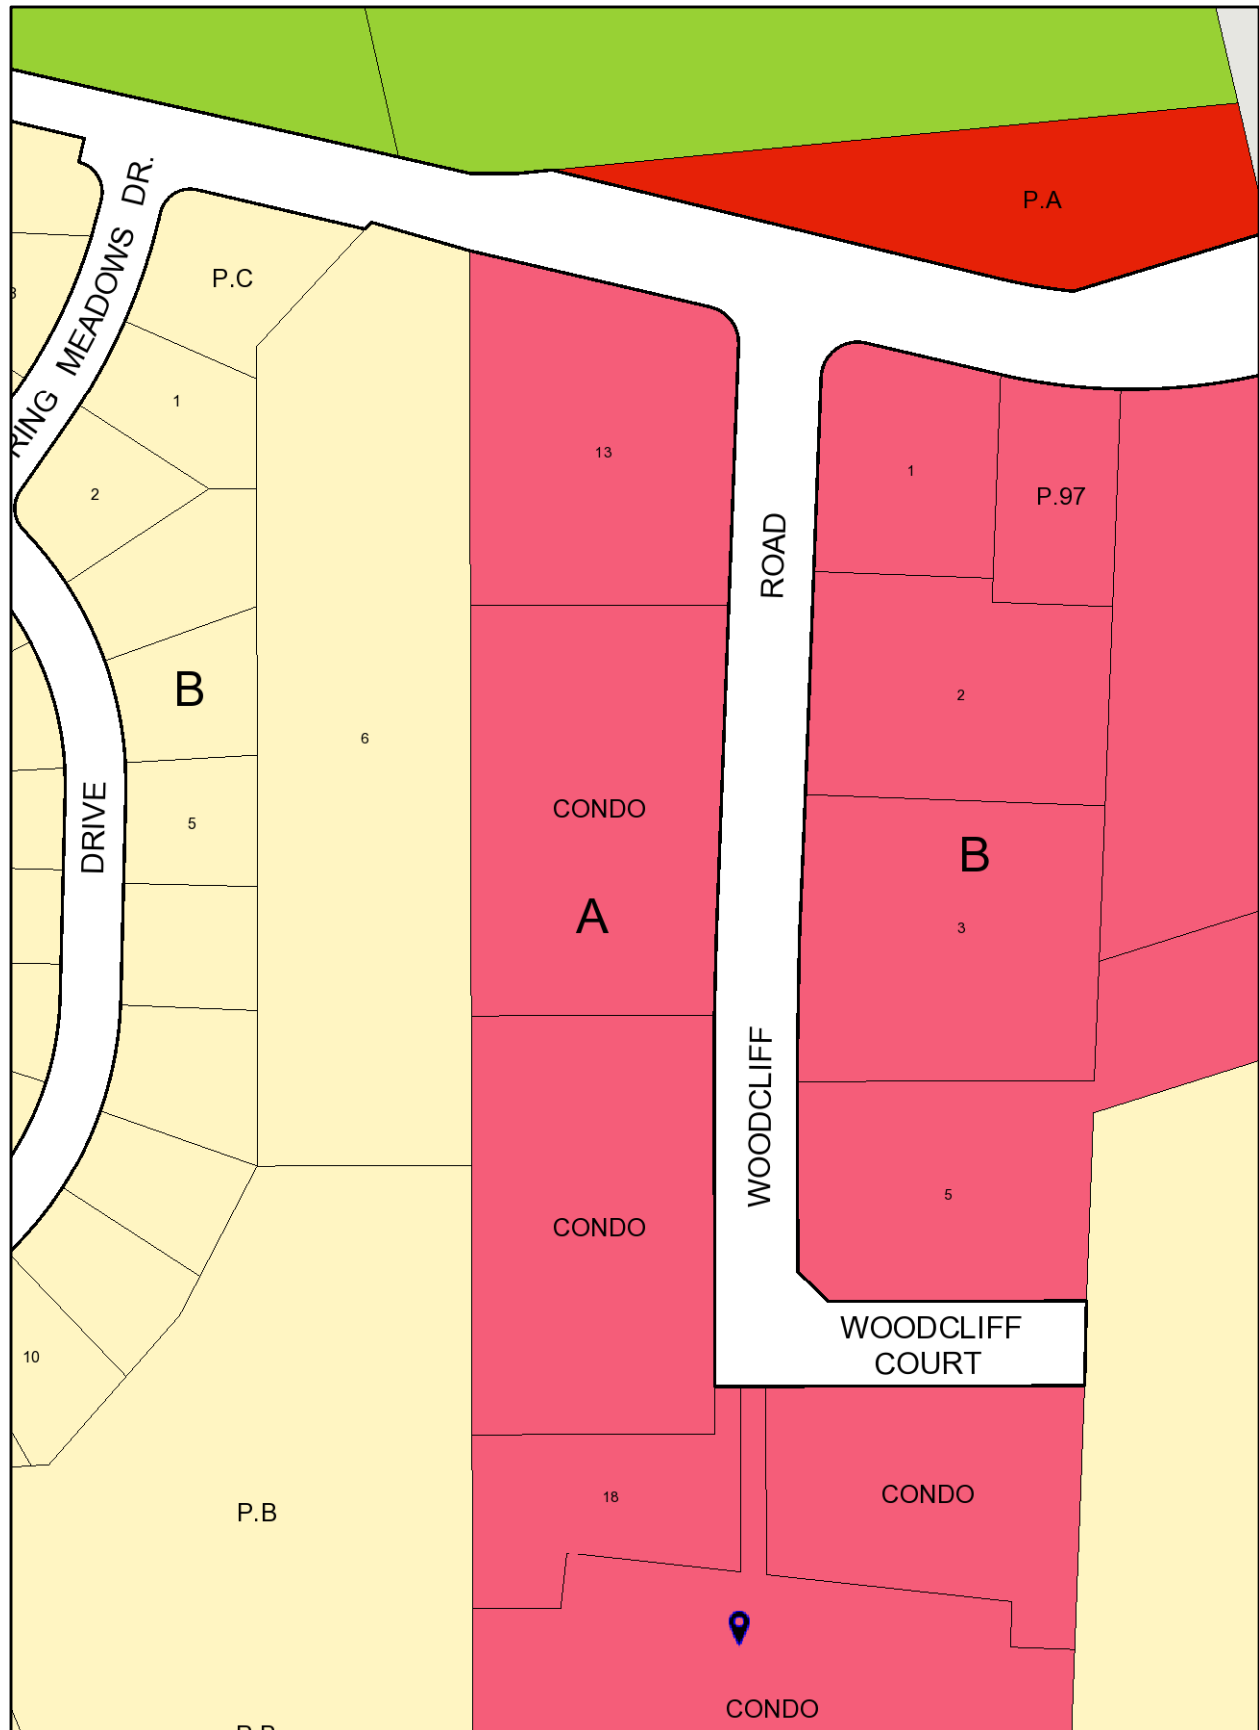 P.A
RING MEADOWS DR.
P.C
1
13
1
2
P.97
ROAD
B
2
6
DRIVE
5
CONDO
B
A
3
WOODCLIFF
5
CONDO
WOODCLIFF
COURT
10
P.B
18
CONDO
CONDO